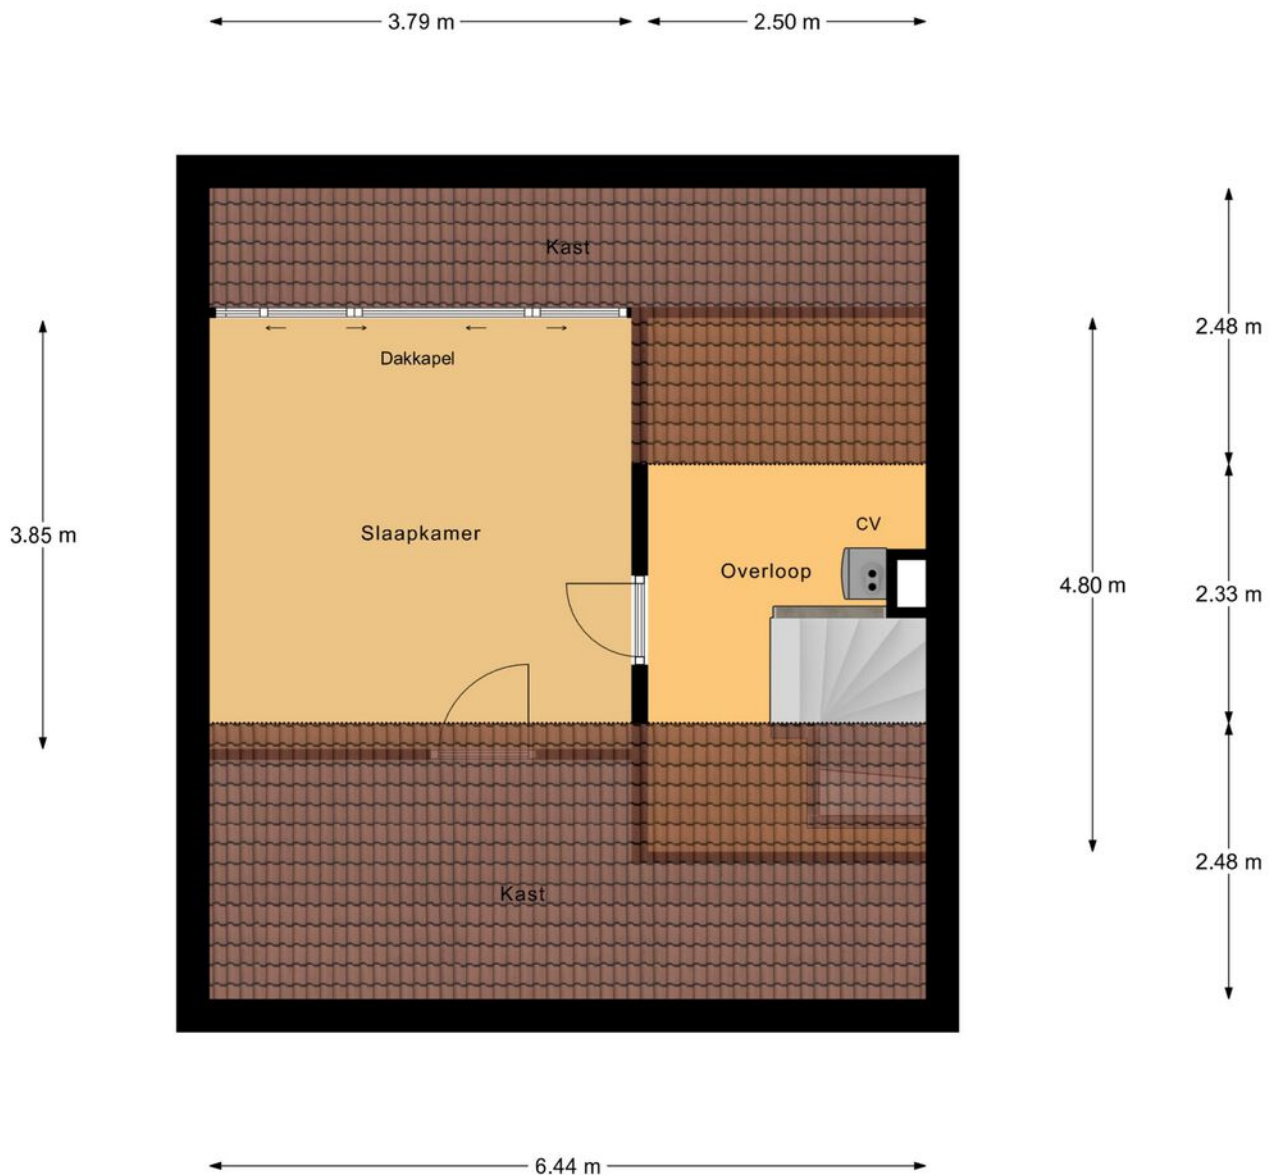 3.79 m
2.50 m
Kast
2.48 m
Dakkapel
3.85 m
Slaapkamer
CV
Overloop
4.80 m
2.33 m
2.48 m
Kast
6.44 m